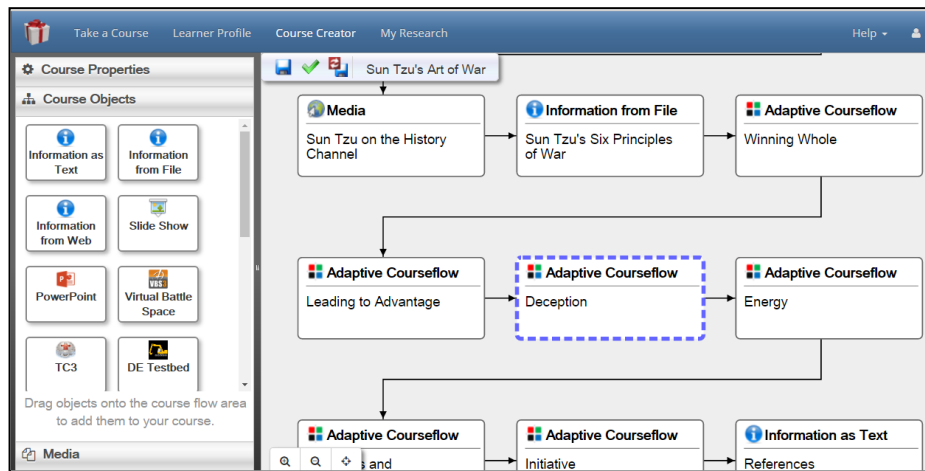 Take a Course Learner Profile Course Creator My Research Help
Course Properties
Course Objects
Information as
Text
Information
from File
Information
from Web
Slide Show
PowerPoint
VBS3
Virtual Battle
Space
TC3
DE Testbed
Drag objects onto the course flow area
to add them to your course.
Media
Sun Tzu's Art of War
Media
Sun Tzu on the History
Channel
Information from File
Sun Tzu's Six Principles
of War
Adaptive Courseflow
Winning Whole
Adaptive Courseflow
Leading to Advantage
Adaptive Courseflow
Deception
Adaptive Courseflow
Energy
Adaptive Courseflow
and
Adaptive Courseflow
Initiative
Information as Text
References